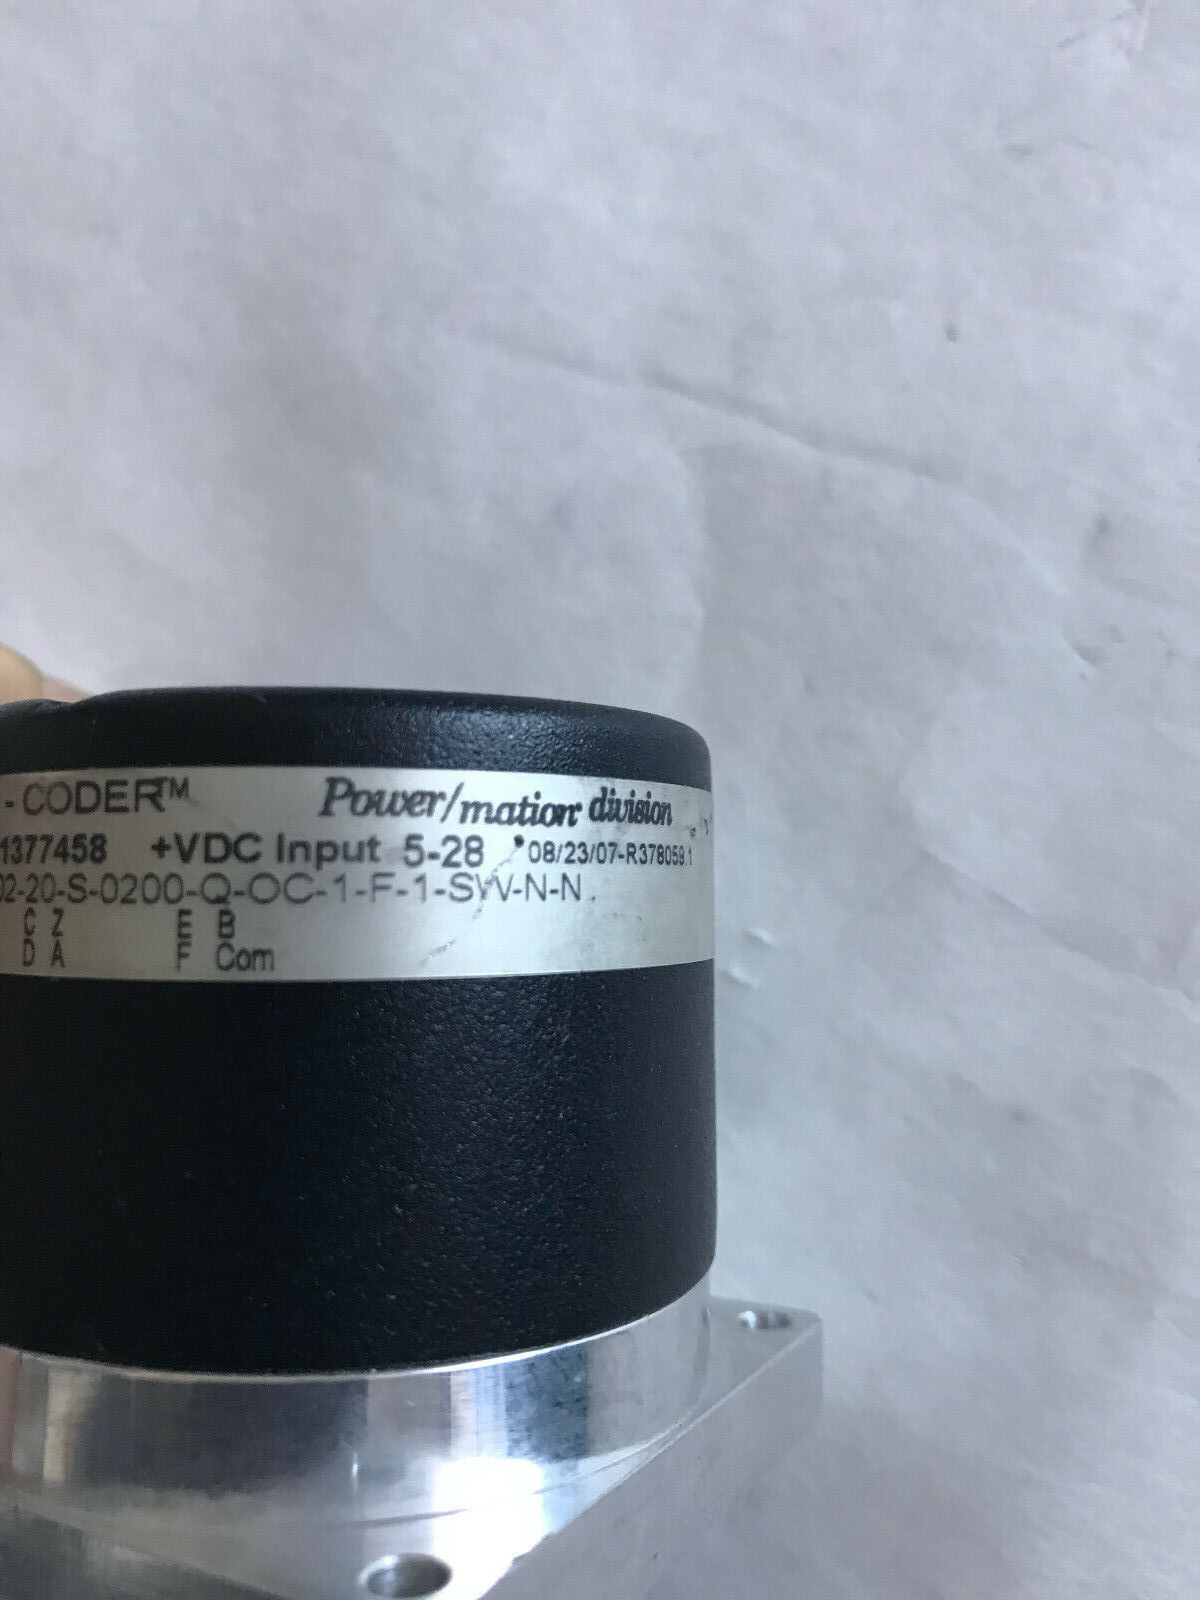 -CODER™ Power/mation division
1377458 +VDC Input 5-28 08/23/07-R378059.1
02-20-S-0200-Q-OC-1-F-1-SW-N-N
C Z E B
D A F Com